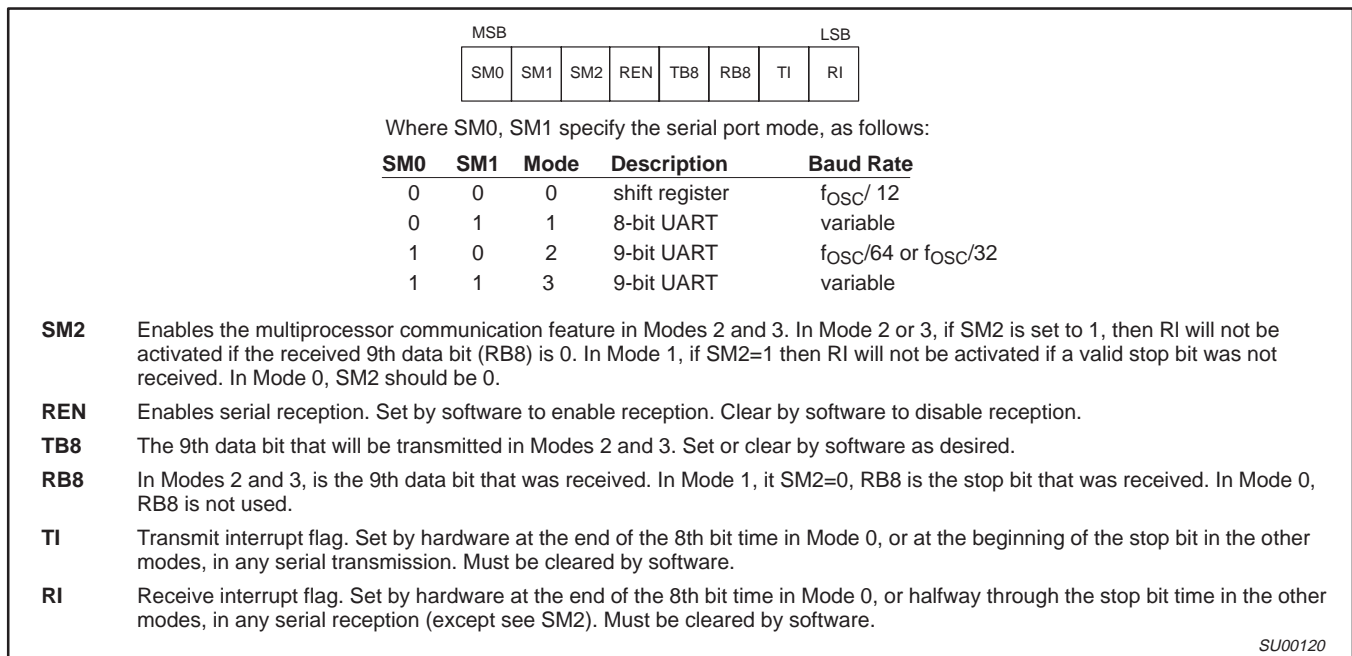 MSB LSB
SM0 SM1 SM2 REN TB8 RB8 TI RI
Where SM0, SM1 specify the serial port mode, as follows:
SM0 SM1 Mode Description Baud Rate
0 0 0 shift register fOSC/ 12
0 1 1 8-bit UART variable
1 0 2 9-bit UART fOSC/64 or fOSC/32
1 1 3 9-bit UART variable
SM2 Enables the multiprocessor communication feature in Modes 2 and 3. In Mode 2 or 3, if SM2 is set to 1, then Rl will not be
activated if the received 9th data bit (RB8) is 0. In Mode 1, if SM2=1 then RI will not be activated if a valid stop bit was not
received. In Mode 0, SM2 should be 0.
REN Enables serial reception. Set by software to enable reception. Clear by software to disable reception.
TB8 The 9th data bit that will be transmitted in Modes 2 and 3. Set or clear by software as desired.
RB8 In Modes 2 and 3, is the 9th data bit that was received. In Mode 1, it SM2=0, RB8 is the stop bit that was received. In Mode 0,
RB8 is not used.
TI Transmit interrupt flag. Set by hardware at the end of the 8th bit time in Mode 0, or at the beginning of the stop bit in the other
modes, in any serial transmission. Must be cleared by software.
RI Receive interrupt flag. Set by hardware at the end of the 8th bit time in Mode 0, or halfway through the stop bit time in the other
modes, in any serial reception (except see SM2). Must be cleared by software.
SU00120